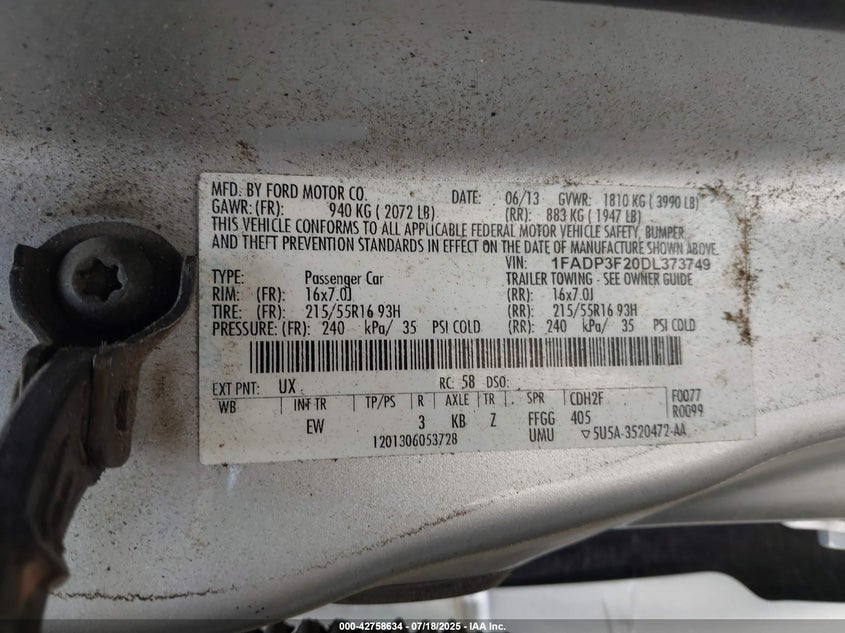 MFD. BY FORD MOTOR CO. DATE: 06/13 GVWR: 1810 KG ( 3990 LB)
GAWR: (FR): 940 KG ( 2072 LB) (RR): 883 KG ( 1947 LB)
THIS VEHICLE CONFORMS TO ALL APPLICABLE FEDERAL MOTOR VEHICLE SAFETY, BUMPER,
AND THEFT PREVENTION STANDARDS IN EFFECT ON THE DATE OF MANUFACTURE SHOWN ABOVE.
VIN: 1FADP3F20DL373749
TYPE: Passenger Car TRAILER TOWING - SEE OWNER GUIDE
RIM: (FR): 16x7.0J (RR): 16x7.0J
TIRE: (FR): 215/55R16 93H (RR): 215/55R16 93H
PRESSURE: (FR): 240 kPa/ 35 PSI COLD (RR): 240 kPa/ 35 PSI COLD
EXT PNT: UX RC: 58 DSO:
WB INT TR TP/PS R AXLE TR SPR CDH2F F0077
EW 3 KB Z FFGG 405 R0099
1201306053728 UMU ▽5U5A-3520472-AA
000-42758634 - 07/18/2025 - IAA Inc.